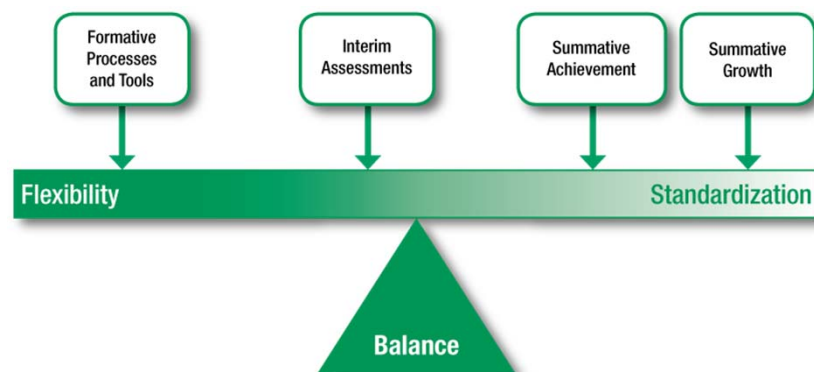 Formative
Processes
and Tools
Interim
Assessments
Summative
Achievement
Summative
Growth
Flexibility
Standardization
Balance